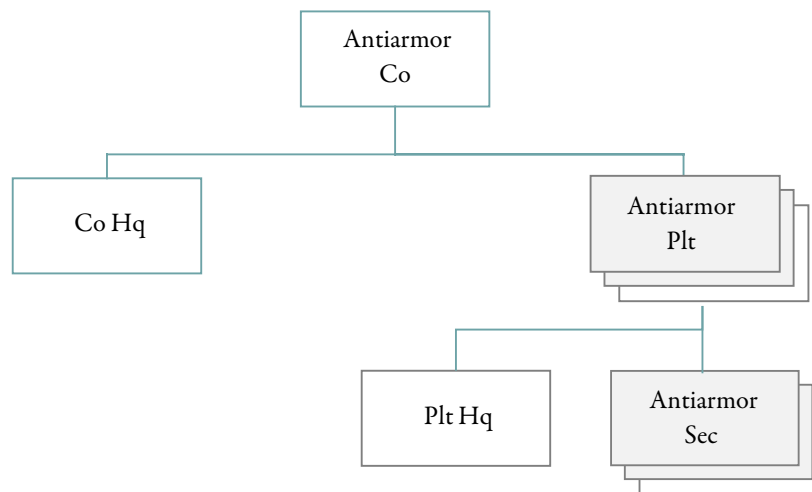 Antiarmor
Co
Co Hq
Antiarmor
Plt
Plt Hq
Antiarmor
Sec